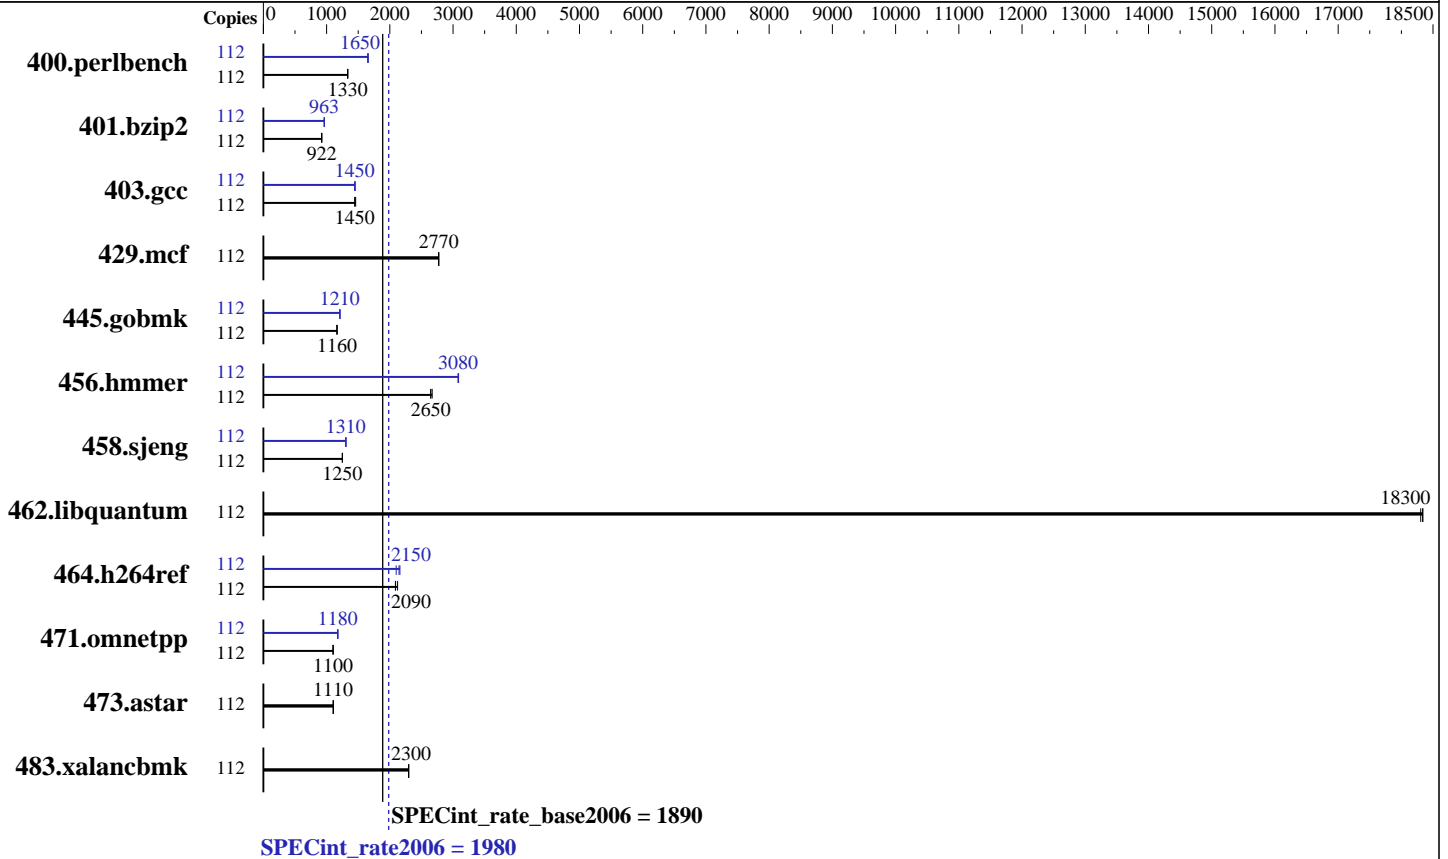 Copies 0 1000 2000 3000 4000 5000 6000 7000 8000 9000 10000 11000 12000 13000 14000 15000 16000 17000 18500
400.perlbench 112 1650
112 1330
401.bzip2 112 963
112 922
403.gcc 112 1450
112 1450
429.mcf 112 2770
445.gobmk 112 1210
112 1160
456.hmmer 112 3080
112 2650
458.sjeng 112 1310
112 1250
462.libquantum 112 18300
464.h264ref 112 2150
112 2090
471.omnetpp 112 1180
112 1100
473.astar 112 1110
483.xalancbmk 112 2300
SPECint_rate_base2006 = 1890
SPECint_rate2006 = 1980